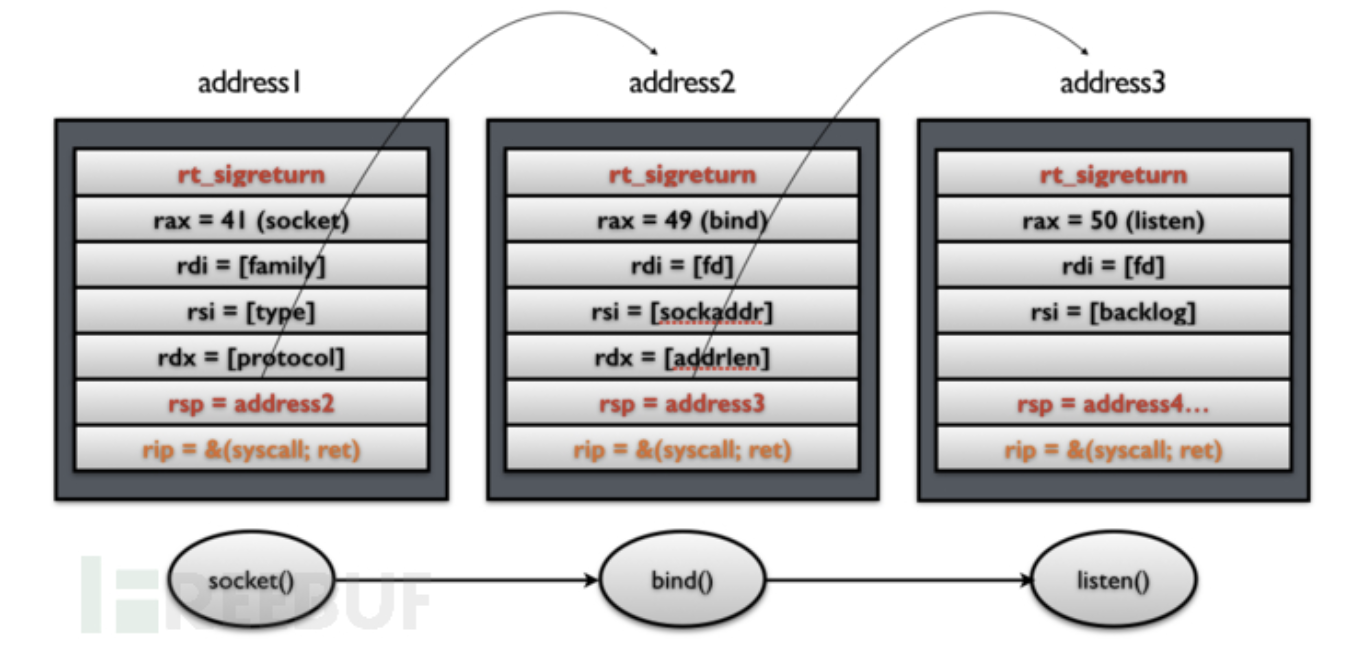 address1
address2
address3
rt_sigreturn
rax = 41 (socket)
rdi = [family]
rsi = [type]
rdx = [protocol]
rsp = address2
rip = &(syscall; ret)
rt_sigreturn
rax = 49 (bind)
rdi = [fd]
rsi = [sockaddr]
rdx = [addrlen]
rsp = address3
rip = &(syscall; ret)
rt_sigreturn
rax = 50 (listen)
rdi = [fd]
rsi = [backlog]
rsp = address4...
rip = &(syscall; ret)
socket()
bind()
listen()
FREEBUF